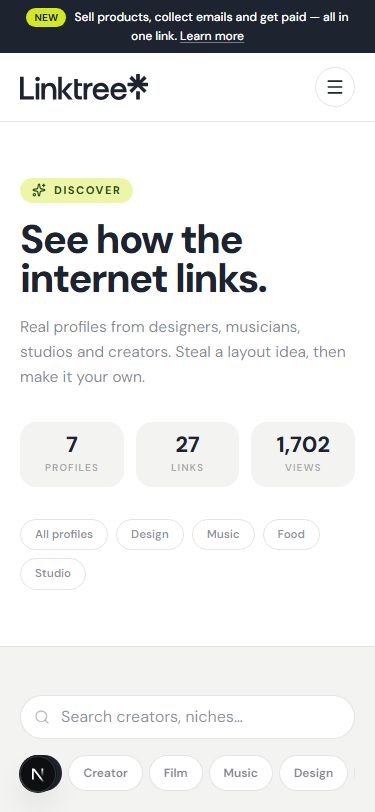 NEW Sell products, collect emails and get paid — all in
one link. Learn more
Linktree
DISCOVER
See how the
internet links.
Real profiles from designers, musicians,
studios and creators. Steal a layout idea, then
make it your own.
7 27 1,702
PROFILES LINKS VIEWS
All profiles Design Music Food
Studio
Search creators, niches...
N Creator Film Music Design